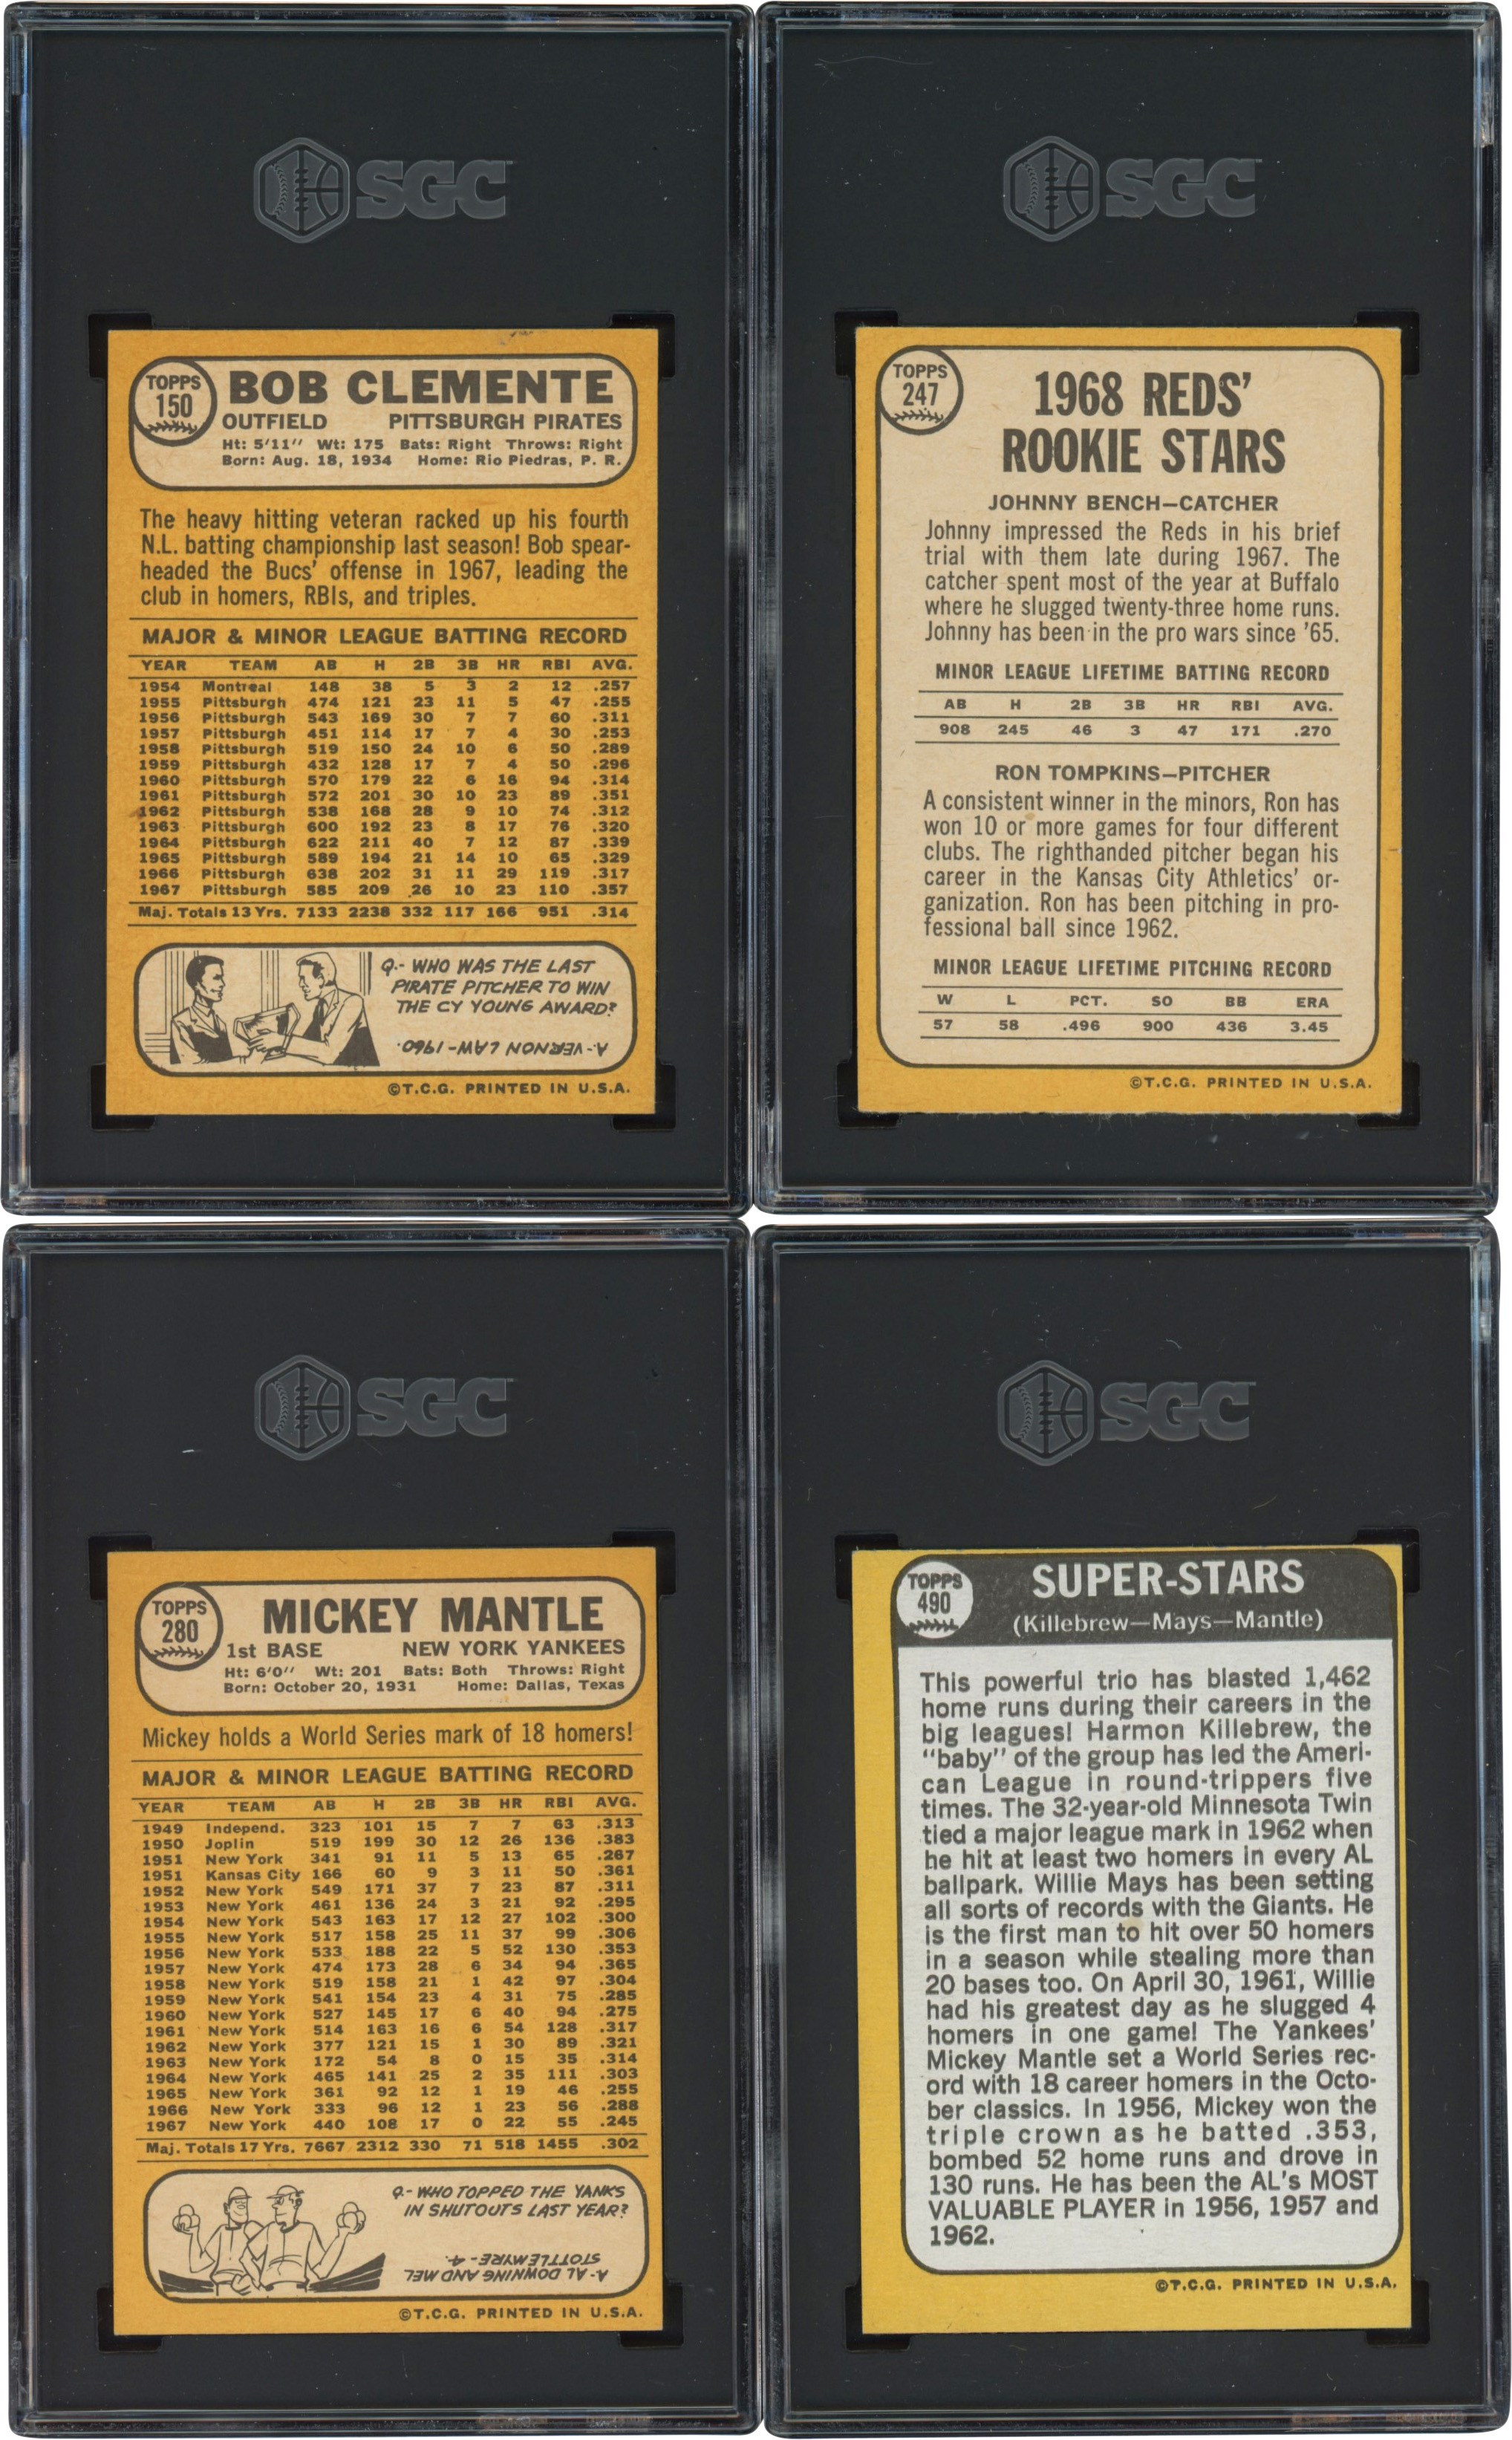 SGC
TOPPS
150
BOB CLEMENTE
OUTFIELD PITTSBURGH PIRATES
Ht: 5'11" Wt: 175 Bats: Right Throws: Right
Born: Aug. 18, 1934 Home: Rio Piedras, P. R.
The heavy hitting veteran racked up his fourth
N.L. batting championship last season! Bob spear-
headed the Bucs' offense in 1967, leading the
club in homers, RBIs, and triples.
MAJOR & MINOR LEAGUE BATTING RECORD
YEAR TEAM AB H 2B 3B HR RBI AVG.
1954 Montreal 148 38 5 3 2 12 .257
1955 Pittsburgh 474 121 23 11 5 47 .255
1956 Pittsburgh 543 169 30 7 7 60 .311
1957 Pittsburgh 451 114 17 7 4 30 .253
1958 Pittsburgh 519 150 24 10 6 50 .289
1959 Pittsburgh 432 128 17 7 4 50 .296
1960 Pittsburgh 570 179 22 6 16 94 .314
1961 Pittsburgh 572 201 30 10 23 89 .351
1962 Pittsburgh 538 168 28 9 10 74 .312
1963 Pittsburgh 600 192 23 8 17 76 .320
1964 Pittsburgh 622 211 40 7 12 87 .339
1965 Pittsburgh 589 194 21 14 10 65 .329
1966 Pittsburgh 638 202 31 11 29 119 .317
1967 Pittsburgh 585 209 26 10 23 110 .357
Maj. Totals 13 Yrs. 7133 2238 332 117 166 951 .314
Q.- WHO WAS THE LAST
PIRATE PITCHER TO WIN
THE CY YOUNG AWARD?
A.- VERNON LAW - 1960.
©T.C.G. PRINTED IN U.S.A.
SGC
TOPPS
247
1968 REDS'
ROOKIE STARS
JOHNNY BENCH—CATCHER
Johnny impressed the Reds in his brief
trial with them late during 1967. The
catcher spent most of the year at Buffalo
where he slugged twenty-three home runs.
Johnny has been in the pro wars since '65.
MINOR LEAGUE LIFETIME BATTING RECORD
AB H 2B 3B HR RBI AVG.
908 245 46 3 47 171 .270
RON TOMPKINS—PITCHER
A consistent winner in the minors, Ron has
won 10 or more games for four different
clubs. The righthanded pitcher began his
career in the Kansas City Athletics' or-
ganization. Ron has been pitching in pro-
fessional ball since 1962.
MINOR LEAGUE LIFETIME PITCHING RECORD
W L PCT. SO BB ERA
57 58 .496 900 436 3.45
©T.C.G. PRINTED IN U.S.A.
SGC
TOPPS
280
MICKEY MANTLE
1st BASE NEW YORK YANKEES
Ht: 6'0" Wt: 201 Bats: Both Throws: Right
Born: October 20, 1931 Home: Dallas, Texas
Mickey holds a World Series mark of 18 homers!
MAJOR & MINOR LEAGUE BATTING RECORD
YEAR TEAM AB H 2B 3B HR RBI AVG.
1949 Independ. 323 101 15 7 7 63 .313
1950 Joplin 519 199 30 12 26 136 .383
1951 New York 341 91 11 5 13 65 .267
1951 Kansas City 166 60 9 3 11 50 .361
1952 New York 549 171 37 7 23 87 .311
1953 New York 461 136 24 3 21 92 .295
1954 New York 543 163 17 12 27 102 .300
1955 New York 517 158 25 11 37 99 .306
1956 New York 533 188 22 5 52 130 .353
1957 New York 474 173 28 6 34 94 .365
1958 New York 519 158 21 1 42 97 .304
1959 New York 541 154 23 4 31 75 .285
1960 New York 527 145 17 6 40 94 .275
1961 New York 514 163 16 6 54 128 .317
1962 New York 377 121 15 1 30 89 .321
1963 New York 172 54 8 0 15 35 .314
1964 New York 465 141 25 2 35 111 .303
1965 New York 361 92 12 1 19 46 .255
1966 New York 333 96 12 1 23 56 .288
1967 New York 440 108 17 0 22 55 .245
Maj. Totals 17 Yrs. 7667 2312 330 71 518 1455 .302
Q.- WHO TOPPED THE YANKS
IN SHUTOUTS LAST YEAR?
A.- AL DOWNING AND MEL
STOTTLEMYRE - 4.
©T.C.G. PRINTED IN U.S.A.
SGC
TOPPS
490
SUPER-STARS
(Killebrew—Mays—Mantle)
This powerful trio has blasted 1,462
home runs during their careers in the
big leagues! Harmon Killebrew, the
"baby" of the group has led the Ameri-
can League in round-trippers five
times. The 32-year-old Minnesota Twin
tied a major league mark in 1962 when
he hit at least two homers in every AL
ballpark. Willie Mays has been setting
all sorts of records with the Giants. He
is the first man to hit over 50 homers
in a season while stealing more than
20 bases too. On April 30, 1961, Willie
had his greatest day as he slugged 4
homers in one game! The Yankees'
Mickey Mantle set a World Series rec-
ord with 18 career homers in the Octo-
ber classics. In 1956, Mickey won the
triple crown as he batted .353,
bombed 52 home runs and drove in
130 runs. He has been the AL's MOST
VALUABLE PLAYER in 1956, 1957 and
1962.
©T.C.G. PRINTED IN U.S.A.